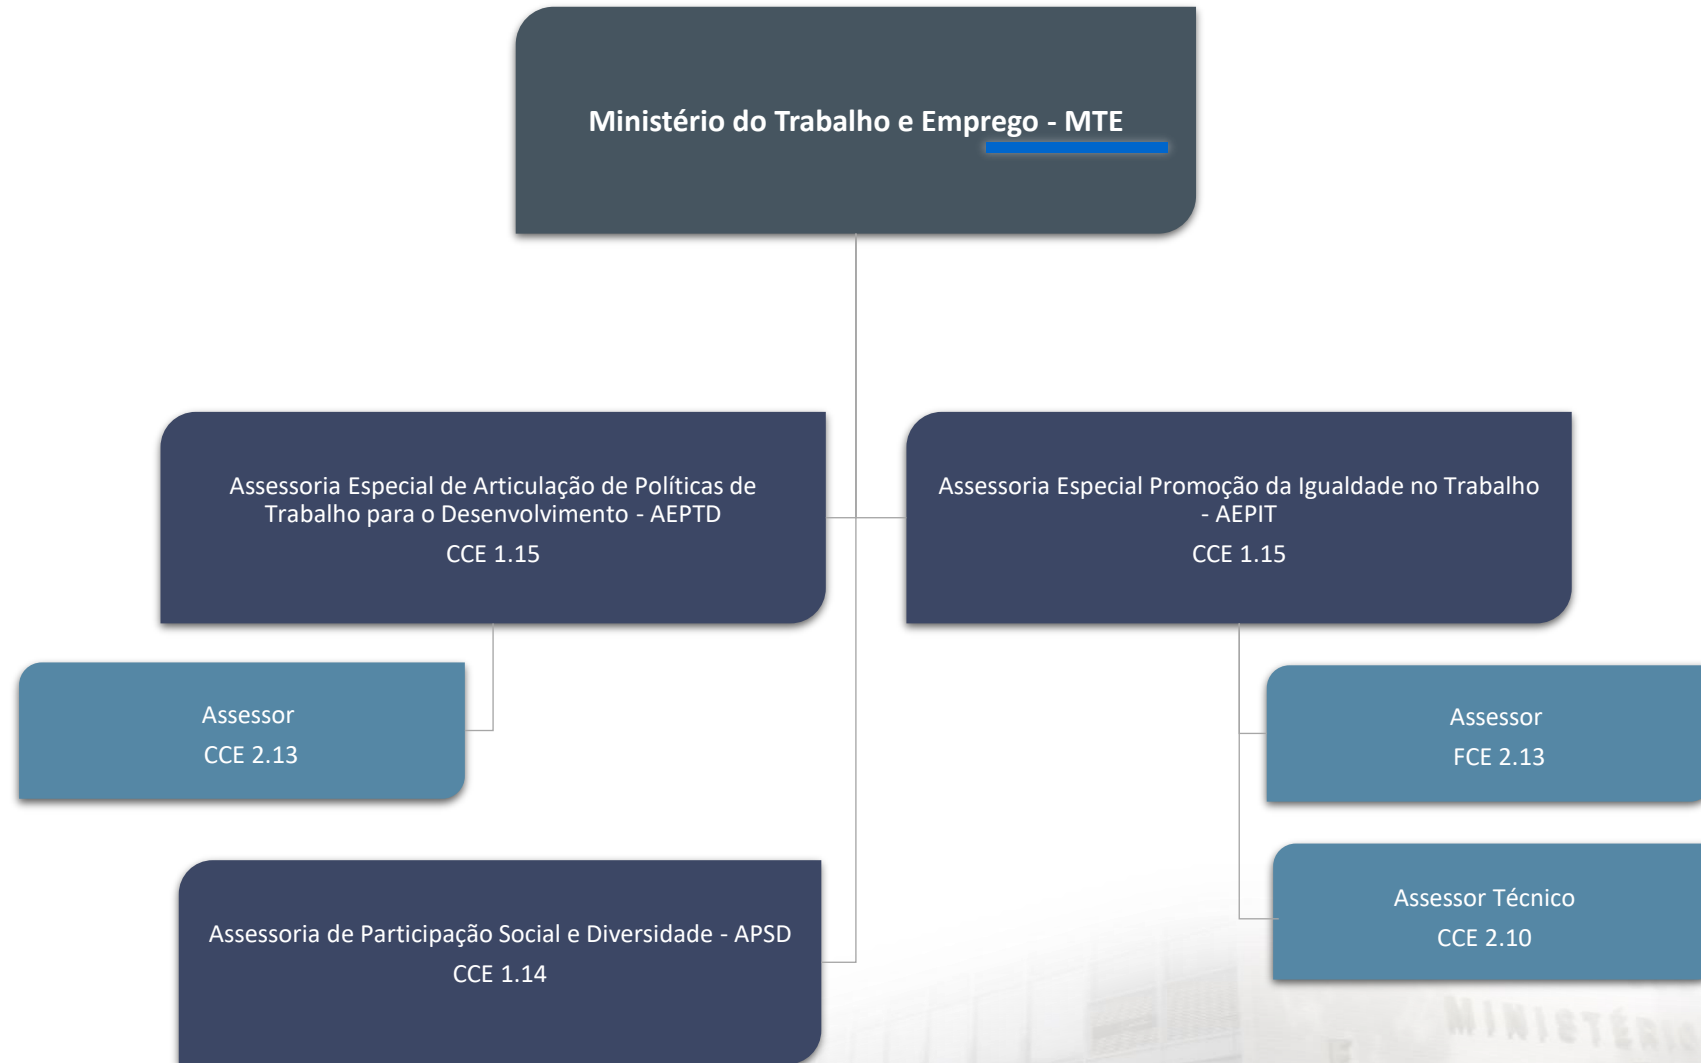 Ministério do Trabalho e Emprego - MTE
Assessoria Especial de Articulação de Políticas de
Trabalho para o Desenvolvimento - AEPTD
CCE 1.15
Assessoria Especial Promoção da Igualdade no Trabalho
- AEPIT
CCE 1.15
Assessor
CCE 2.13
Assessor
FCE 2.13
Assessoria de Participação Social e Diversidade - APSD
CCE 1.14
Assessor Técnico
CCE 2.10
MINISTÉRIO